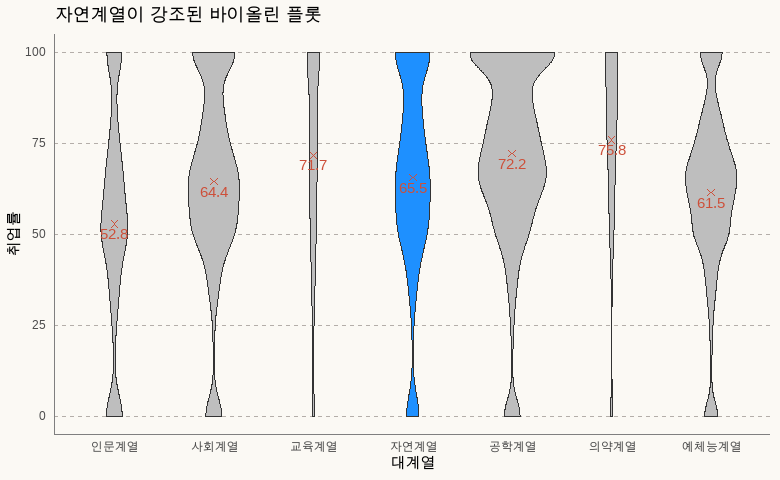 자연계열이 강조된 바이올린 플롯
취업률
100
75
50
25
0
52.8
64.4
71.7
65.5
72.2
75.8
61.5
인문계열
사회계열
교육계열
자연계열
공학계열
의약계열
예체능계열
대계열